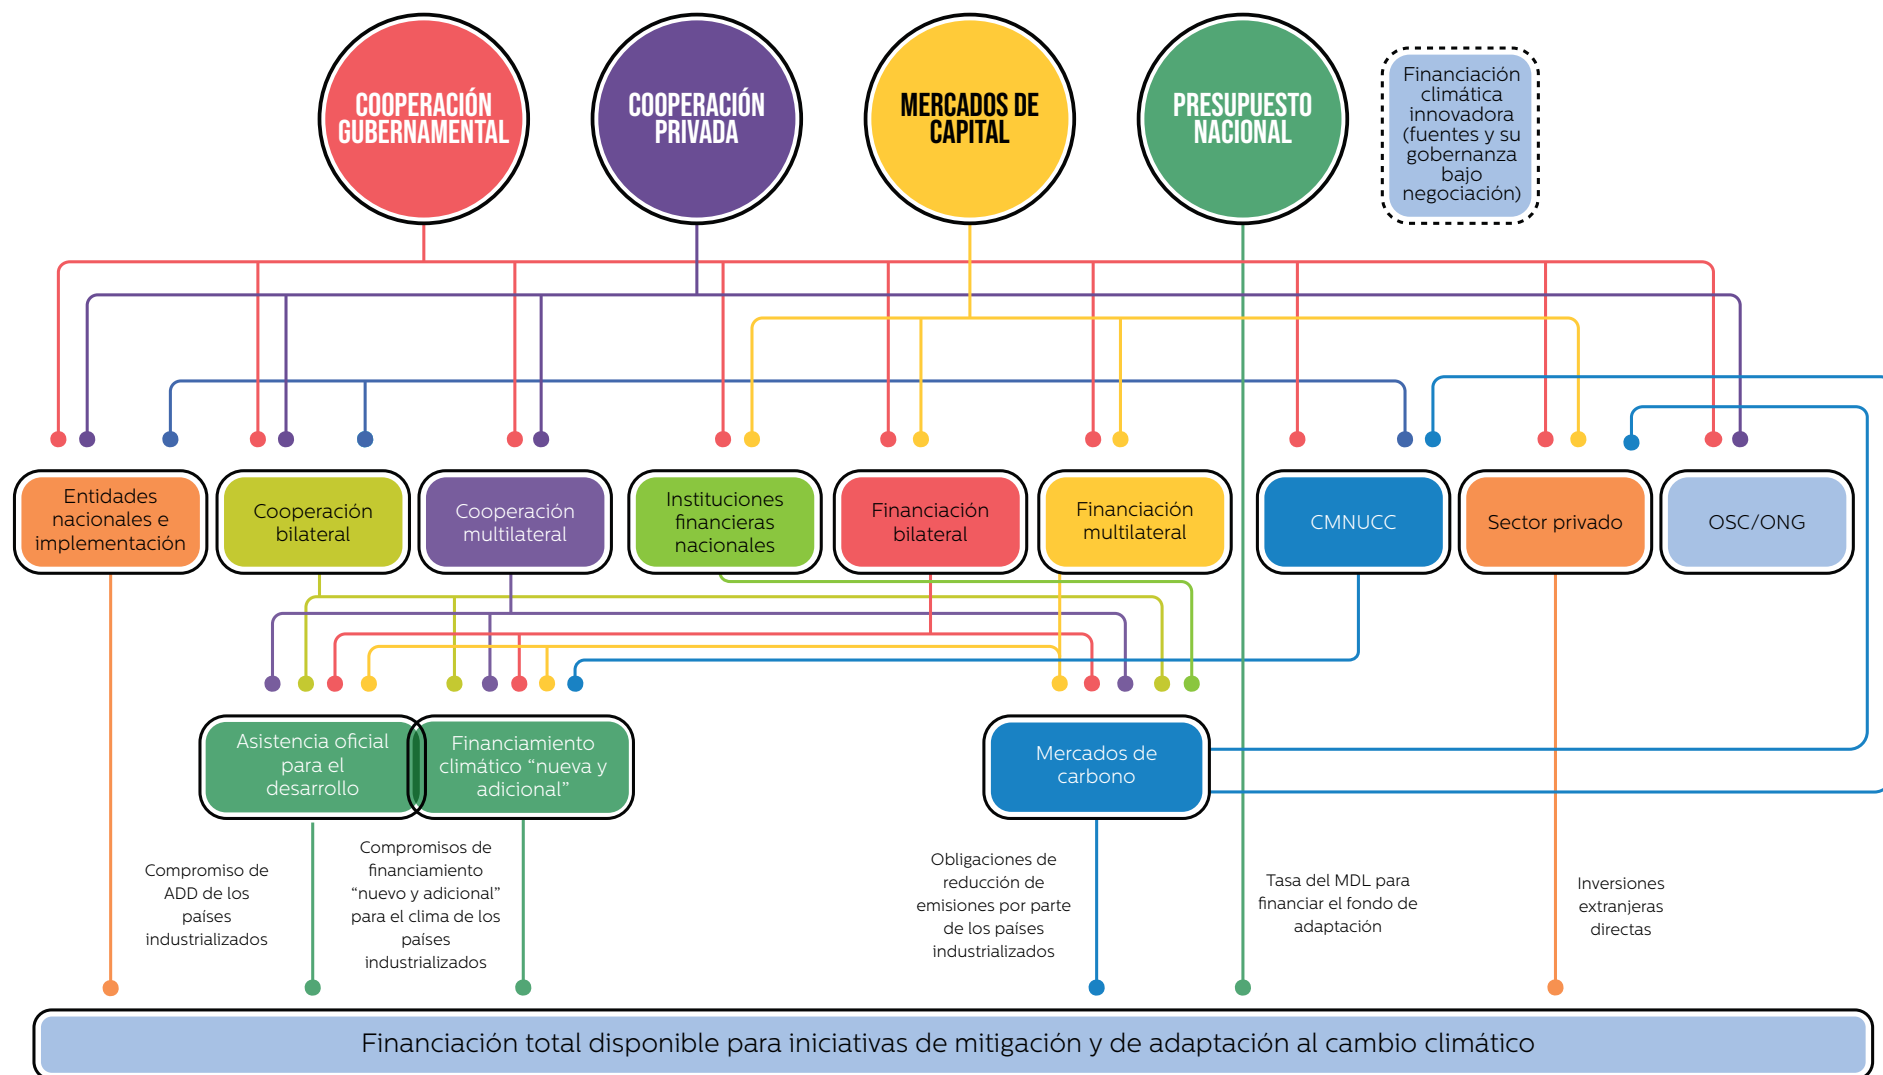 COOPERACIÓN
GUBERNAMENTAL
COOPERACIÓN
PRIVADA
MERCADOS DE
CAPITAL
PRESUPUESTO
NACIONAL
Financiación
climática
innovadora
(fuentes y su
gobernanza
bajo
negociación)
Entidades
nacionales e
implementación
Cooperación
bilateral
Cooperación
multilateral
Instituciones
financieras
nacionales
Financiación
bilateral
Financiación
multilateral
CMNUCC
Sector privado
OSC/ONG
Asistencia oficial
para el
desarrollo
Financiamiento
climático “nueva y
adicional”
Mercados de
carbono
Compromiso de
ADD de los
países
industrializados
Compromisos de
financiamiento
“nuevo y adicional”
para el clima de los
países
industrializados
Obligaciones de
reducción de
emisiones por parte
de los países
industrializados
Tasa del MDL para
financiar el fondo de
adaptación
Inversiones
extranjeras
directas
Financiación total disponible para iniciativas de mitigación y de adaptación al cambio climático